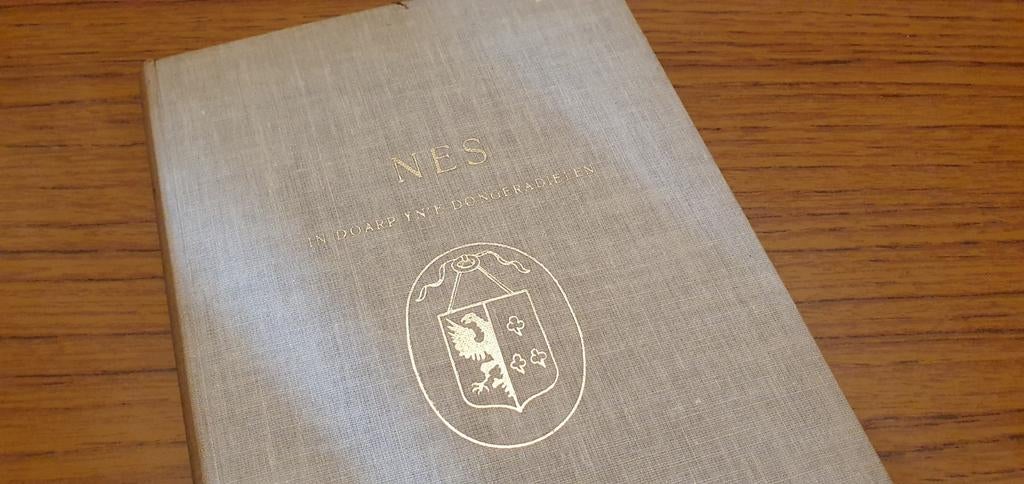 NES
IN DOARP YN 'E DONGERADIELEN